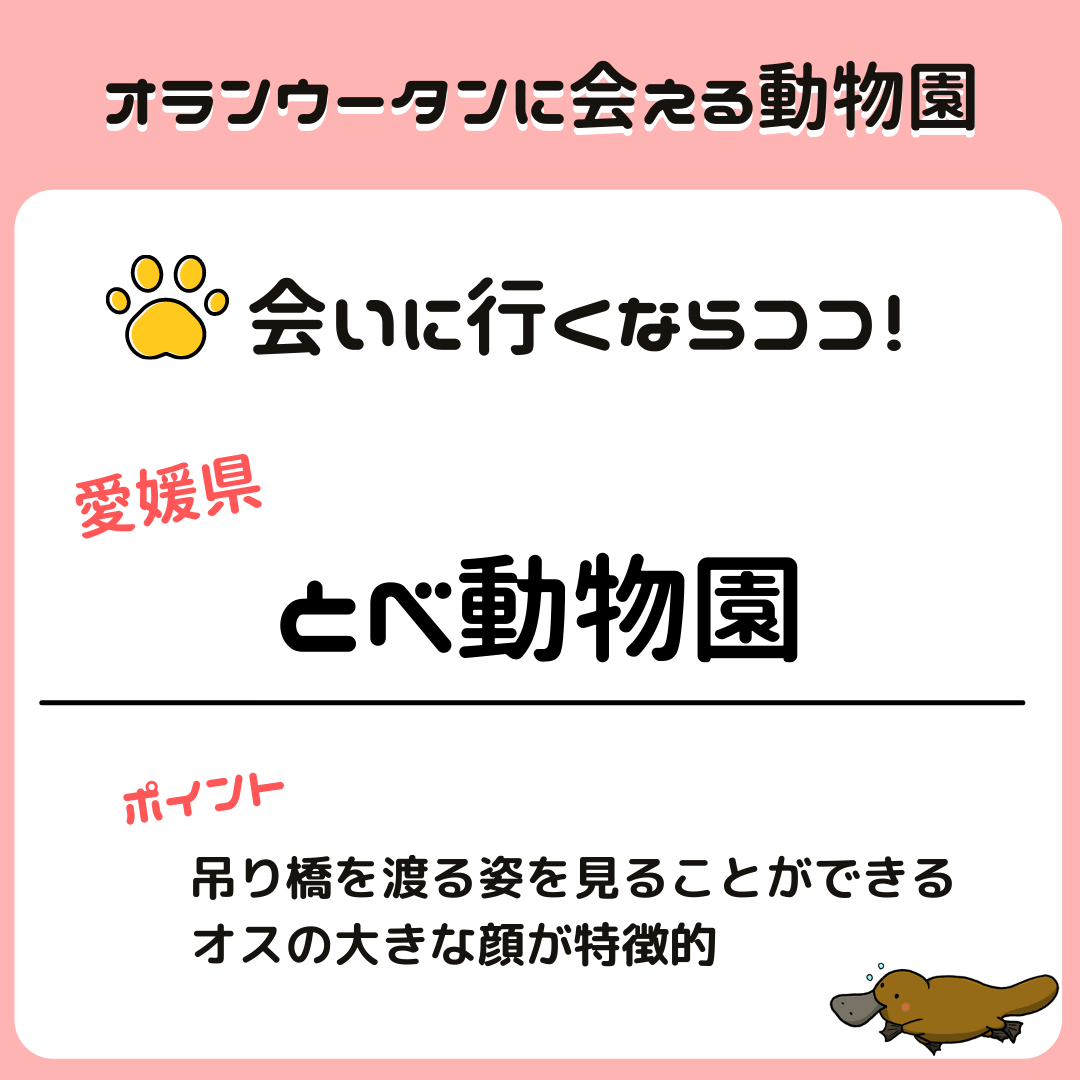 オランウータンに会える動物園
会いに行くならココ!
愛媛県
とべ動物園
ポイント
吊り橋を渡る姿を見ることができる
オスの大きな顔が特徴的